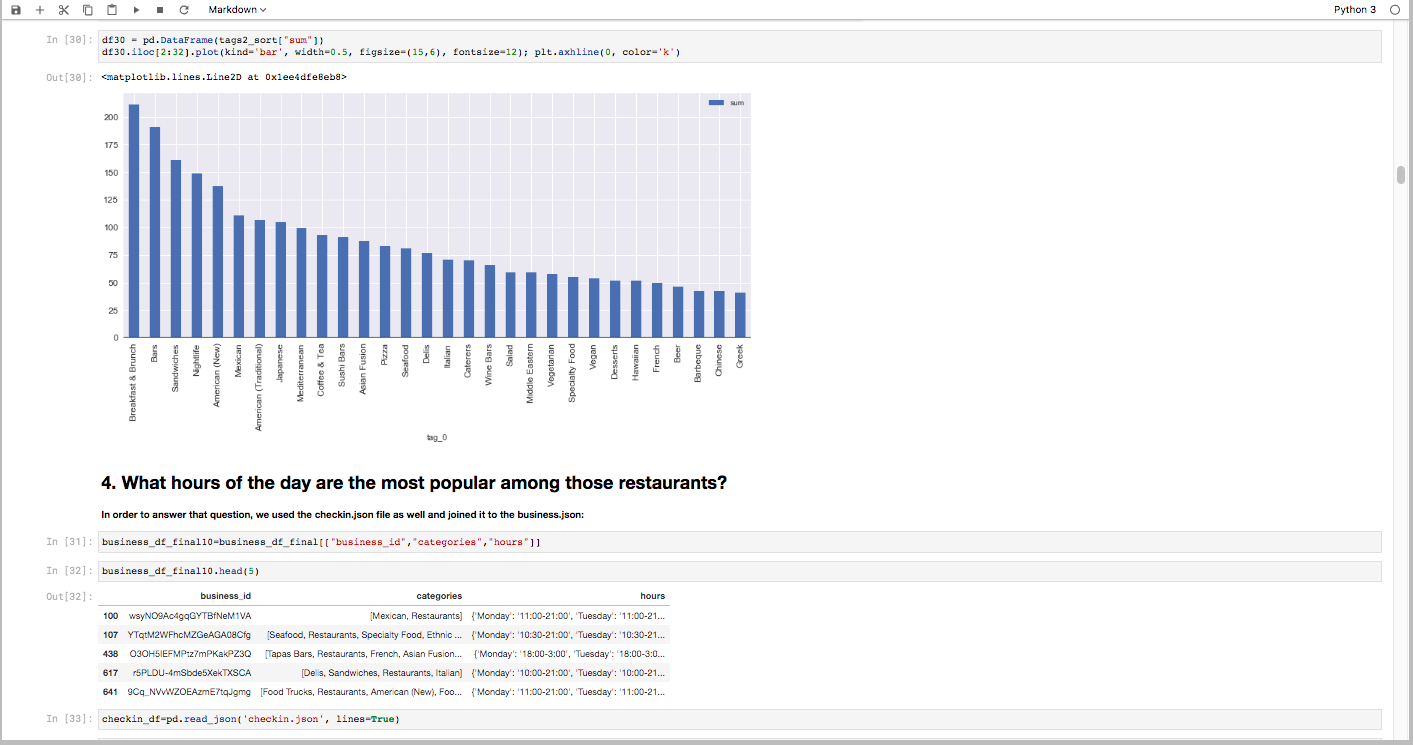 Markdown
Python 3
In [30]:
df30 = pd.DataFrame(tags2_sort["sum"])
df30.iloc[2:32].plot(kind='bar', width=0.5, figsize=(15,6), fontsize=12); plt.axhline(0, color='k')
Out[30]:
<matplotlib.lines.Line2D at 0x1ee4dfe8eb8>
sum
200
175
150
125
100
75
50
25
0
Breakfast & Brunch
Bars
Sandwiches
Nightlife
American (New)
Mexican
American (Traditional)
Japanese
Mediterranean
Coffee & Tea
Sushi Bars
Asian Fusion
Pizza
Seafood
Delis
Italian
Caterers
Wine Bars
Salad
Middle Eastern
Vegetarian
Specialty Food
Vegan
Desserts
Hawaiian
French
Beer
Barbeque
Chinese
Greek
tag_0
4. What hours of the day are the most popular among those restaurants?
In order to answer that question, we used the checkin.json file as well and joined it to the business.json:
In [31]:
business_df_final10=business_df_final[["business_id","categories","hours"]]
In [32]:
business_df_final10.head(5)
Out[32]:
business_id categories hours
100 wsyNO9Ac4gqGYTBfNeM1VA [Mexican, Restaurants] {'Monday': '11:00-21:00', 'Tuesday': '11:00-21...
107 YTqtM2WFhcMZGeAGA08Cfg [Seafood, Restaurants, Specialty Food, Ethnic ... {'Monday': '10:30-21:00', 'Tuesday': '10:30-21...
438 O3OH5IEFMPtz7mPKakPZ3Q [Tapas Bars, Restaurants, French, Asian Fusion... {'Monday': '18:00-3:00', 'Tuesday': '18:00-3:0...
617 r5PLDU-4mSbde5XekTXSCA [Delis, Sandwiches, Restaurants, Italian] {'Monday': '10:00-21:00', 'Tuesday': '10:00-21...
641 9Cq_NVvWZOEAzmE7tqJgmg [Food Trucks, Restaurants, American (New), Foo... {'Monday': '11:00-21:00', 'Tuesday': '11:00-21...
In [33]:
checkin_df=pd.read_json('checkin.json', lines=True)